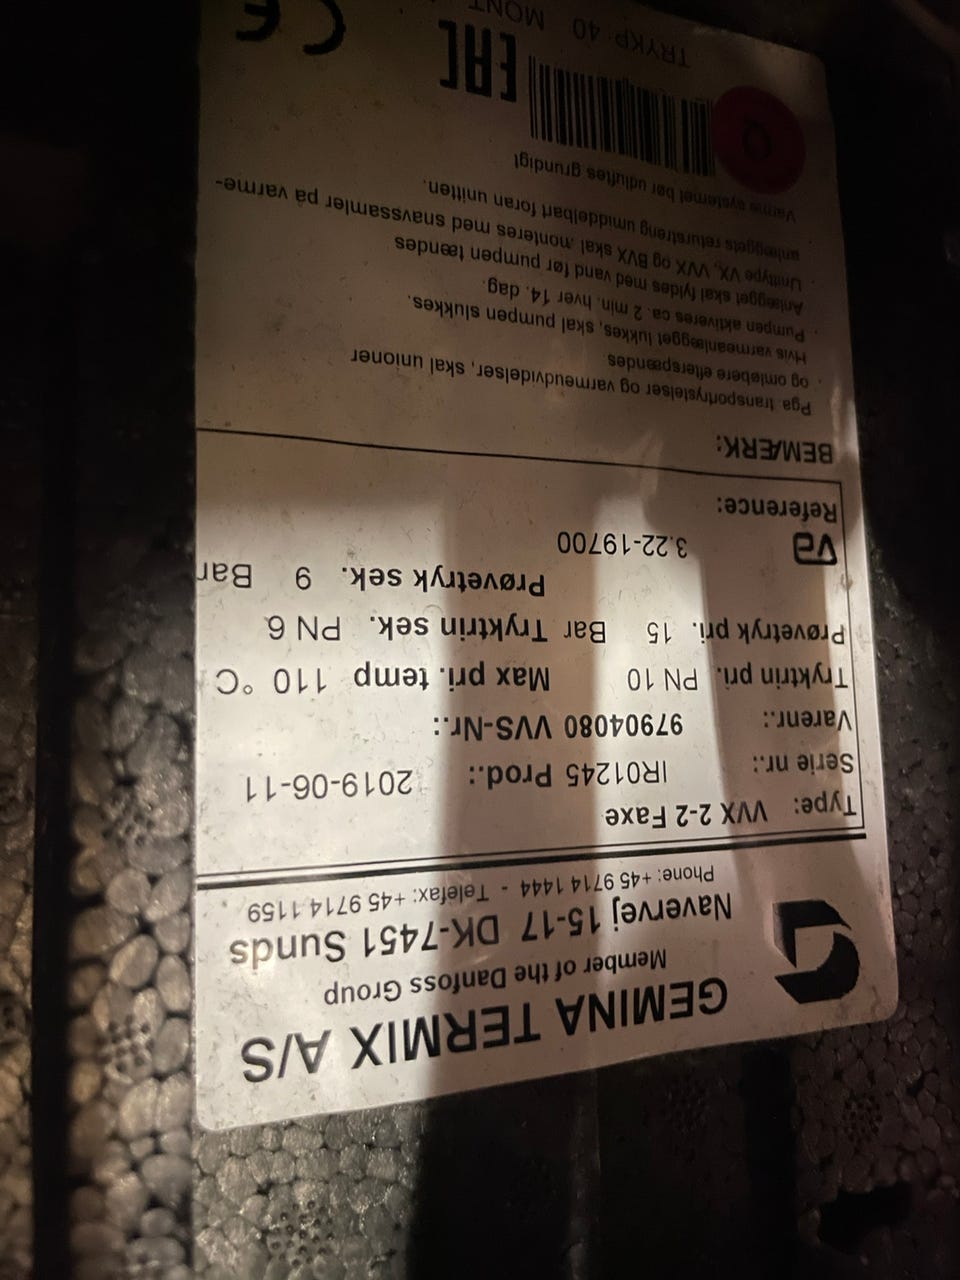 GEMINA TERMIX A/S
Member of the Danfoss Group
Navervej 15-17 DK-7451 Sunds
Phone: +45 9714 1444 - Telefax: +45 9714 1159
Type: VVX 2-2 Faxe
Serie nr.: IR01245 Prod.: 2019-06-11
Varenr.: 97904080 VVS-Nr.:
Tryktrin pri. PN 10 Max pri. temp 110 °C
Prøvetryk pri. 15 Bar Tryktrin sek. PN 6
Prøvetryk sek. 9 Bar
va 3.22-19700
Reference:
BEMÆRK:
Pga. transportrystelser og varmeudvidelser, skal unioner
og omløbere efterspændes
Hvis varmeanlægget lukkes, skal pumpen slukkes.
Pumpen aktiveres ca. 2 min. hver 14. dag.
Anlægget skal fyldes med vand før pumpen tændes
Unittype VX, VVX og BVX skal monteres med snavssamler på varme-
anlæggets returstreng umiddelbart foran unitten.
Varme systemet bør udluftes grundigt
Q
EAC
CE
TRYKP 40 MONT